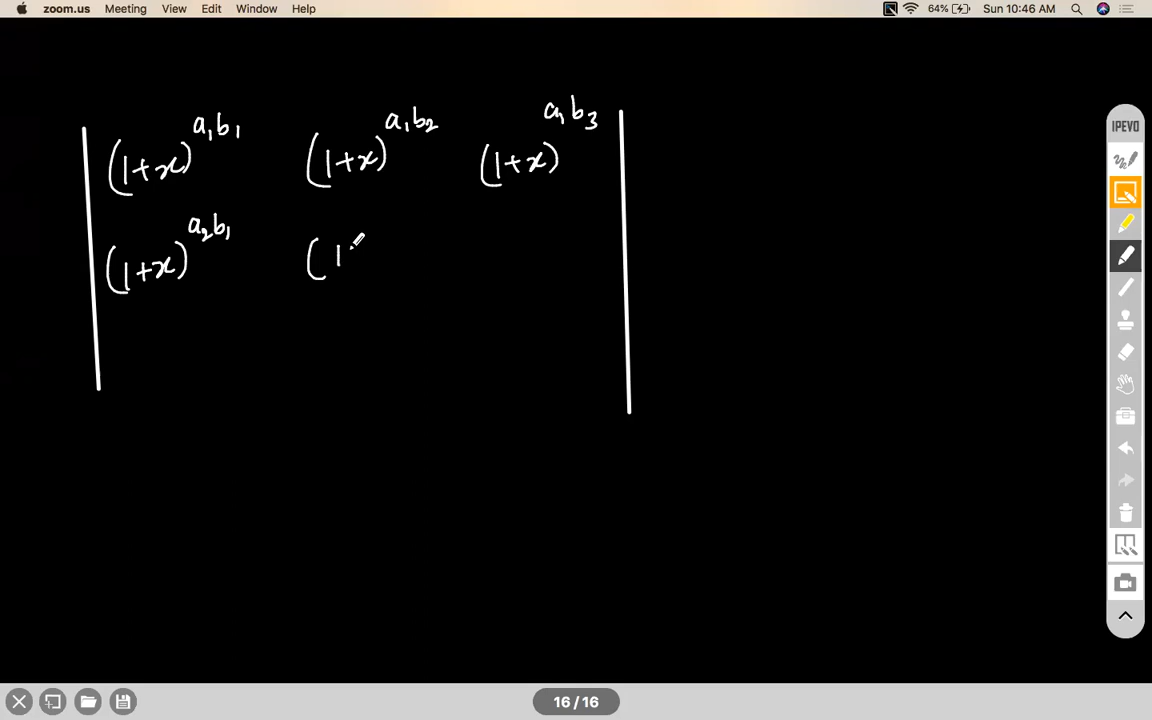 zoom.us Meeting View Edit Window Help 64% Sun 10:46 AM
(1+x)^{a₁b₁} (1+x)^{a₁b₂} (1+x)^{a₁b₃}
(1+x)^{a₂b₁} (1
IPEVO
16 / 16